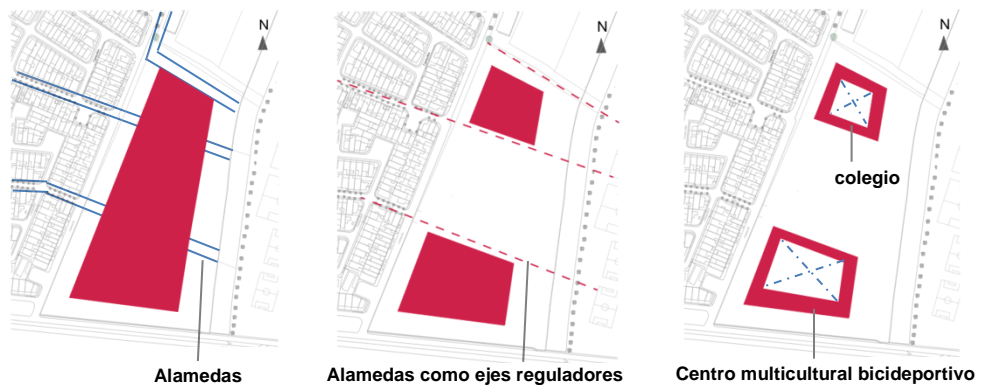 N
N
N
colegio
Alamedas
Alamedas como ejes reguladores
Centro multicultural bicideportivo